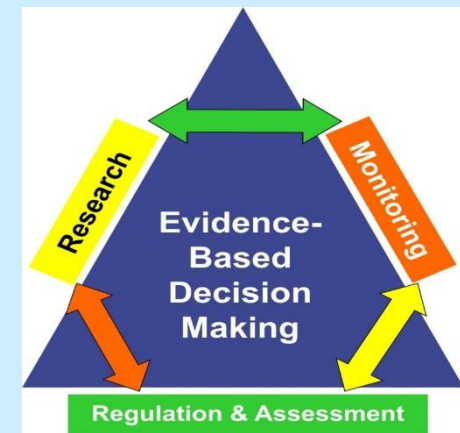 Research
Monitoring
Evidence-
Based
Decision
Making
Regulation & Assessment